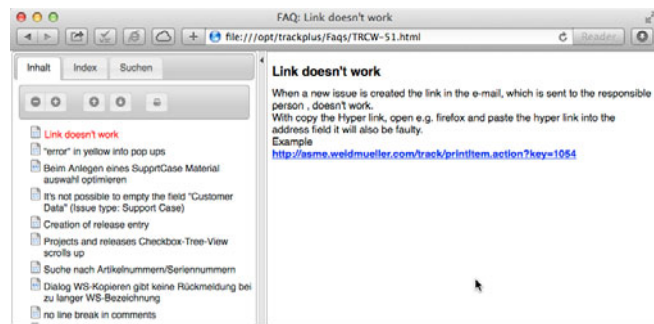 FAQ: Link doesn't work
file:///opt/trackplus/Faqs/TRCW-51.html
Reader
Inhalt Index Suchen
Link doesn't work
"error" in yellow into pop ups
Beim Anlegen eines SupprtCase Material
auswahl optimieren
It's not possible to empty the field "Customer
Data" (Issue type: Support Case)
Creation of release entry
Projects and releases Checkbox-Tree-View
scrolls up
Suche nach Artikelnummern/Seriennummern
Dialog WS-Kopieren gibt keine Rückmeldung bei
zu langer WS-Bezeichnung
no line break in comments
Link doesn't work
When a new issue is created the link in the e-mail, which is sent to the responsible
person , doesn't work.
With copy the Hyper link, open e.g. firefox and paste the hyper link into the
address field it will also be faulty.
Example
http://asme.weidmueller.com/track/printItem.action?key=1054